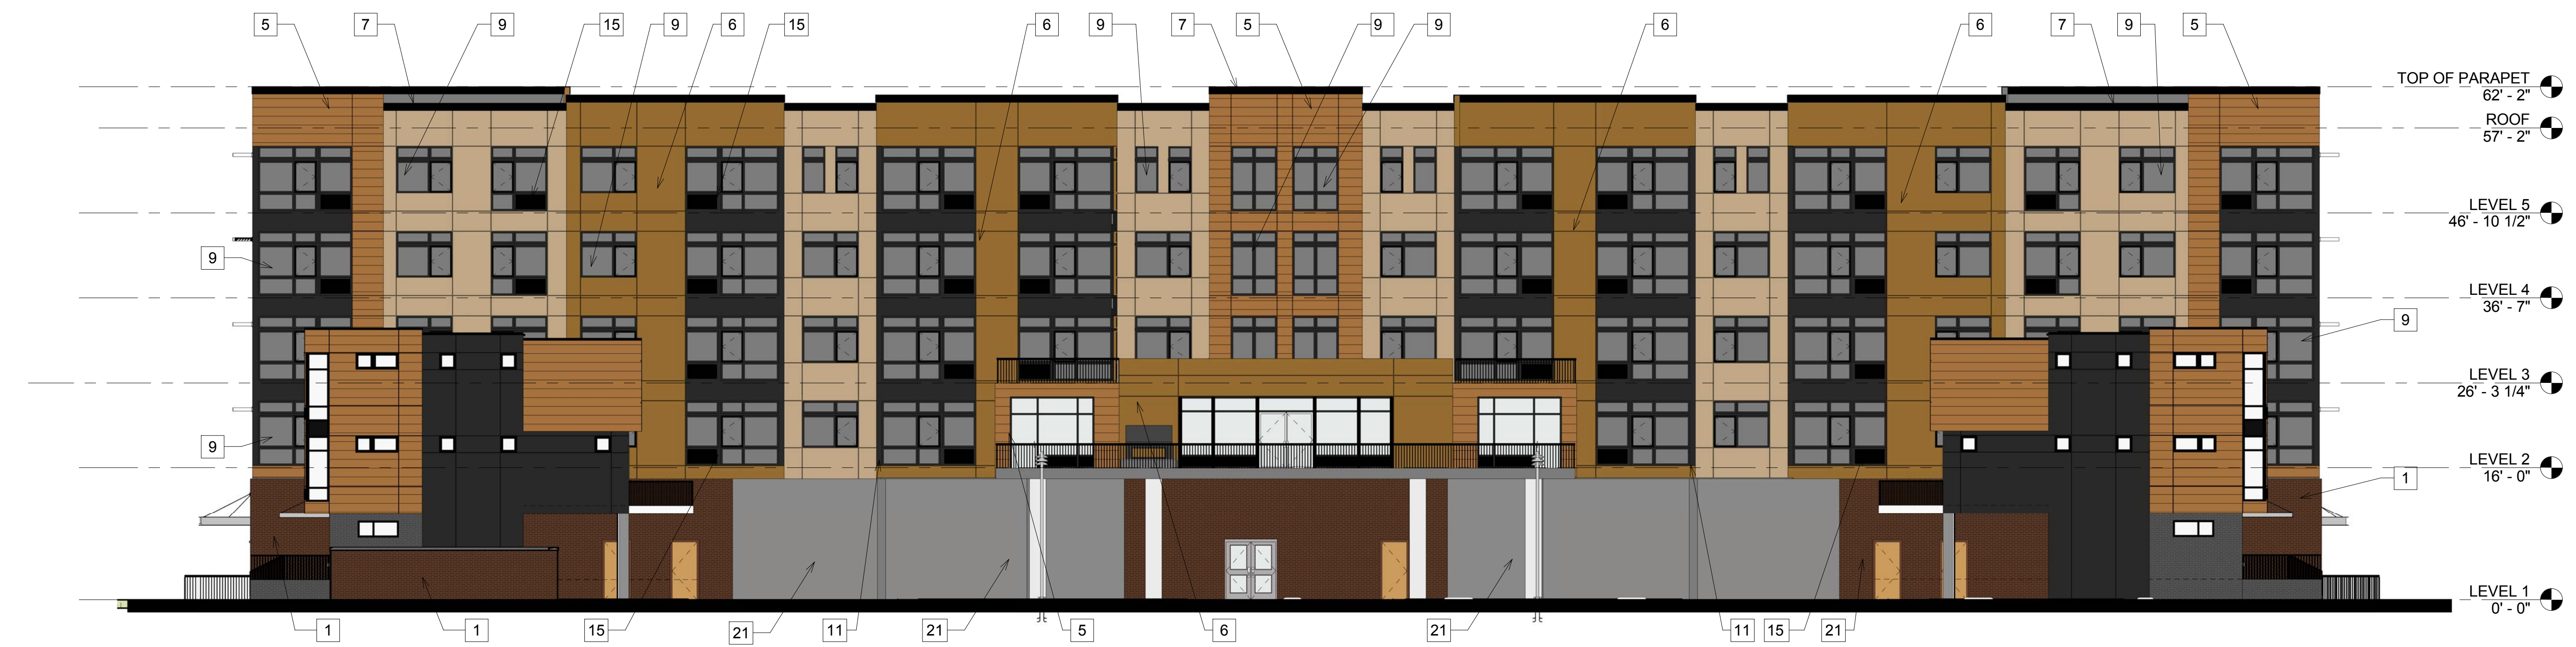 5 7 9 15 9 6 15 6 9 7 5 9 9 6 6 7 9 5
TOP OF PARAPET
62' - 2"
ROOF
57' - 2"
LEVEL 5
46' - 10 1/2"
9
LEVEL 4
36' - 7"
9
LEVEL 3
26' - 3 1/4"
9
LEVEL 2
16' - 0"
1
LEVEL 1
0' - 0"
1 1 15 21 11 21 5 6 21 11 15 21